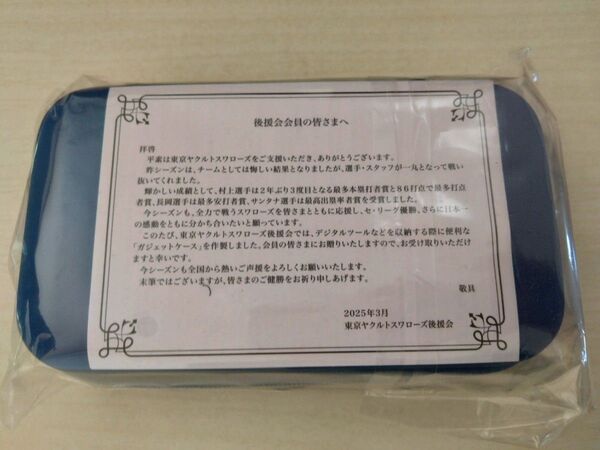 後援会会員の皆さまへ
拝啓
平素は東京ヤクルトスワローズをご支援いただき、ありがとうございます。
昨シーズンは、チームとしては悔しい結果となりましたが、選手・スタッフが一丸となって戦い
抜いてくれました。
輝かしい成績として、村上選手は2年ぶり3度目となる最多本塁打者賞と86打点で最多打点
者賞、長岡選手は最多安打者賞、サンタナ選手は最高出塁率者賞を受賞しました。
今シーズンも、全力で戦うスワローズを皆さまとともに応援し、セ・リーグ優勝、さらに日本一
の感動をともに分かち合いたいと願っています。
このたび、東京ヤクルトスワローズ後援会では、デジタルツールなどを収納する際に便利な
「ガジェットケース」を作製しました。会員の皆さまにお贈りいたしますので、お受け取りいただけ
ますと幸いです。
今シーズンも全国から熱いご声援をよろしくお願いいたします。
末筆ではございますが、皆さまのご健勝をお祈り申しあげます。
敬具
2025年3月
東京ヤクルトスワローズ後援会